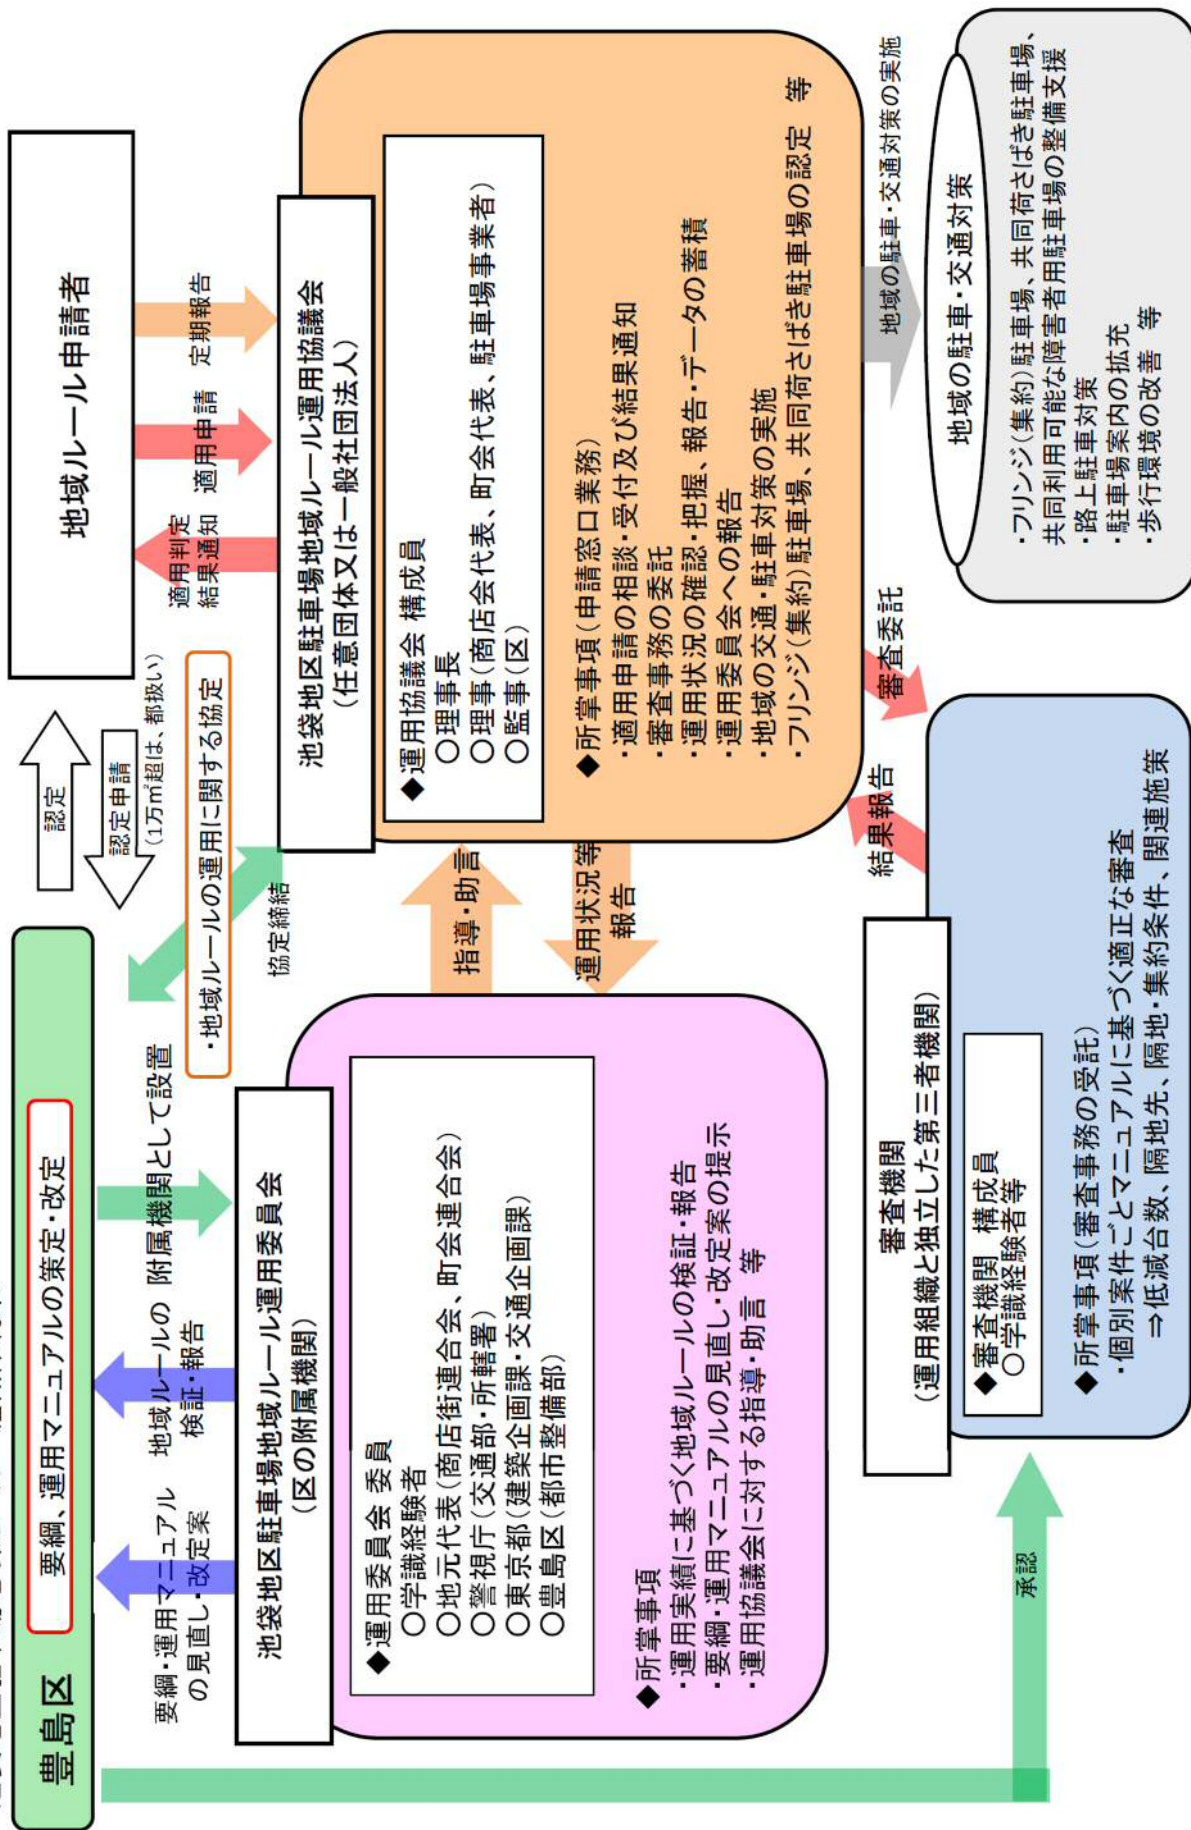 豊島区
要綱、運用マニュアルの策定・改定
認定
認定申請
(1万㎡超は、都扱い)
地域ルール申請者
要綱・運用マニュアル
の見直し・改定案
地域ルールの
検証・報告
附属機関として設置
・地域ルールの運用に関する協定
協定締結
適用判定
結果通知
適用申請
定期報告
池袋地区駐車場地域ルール運用委員会
(区の附属機関)
◆運用委員会 委員
○学識経験者
○地元代表(商店街連合会、町会連合会)
○警視庁(交通部・所轄署)
○東京都(建築企画課・交通企画課)
○豊島区(都市整備部)
◆所掌事項
・運用実績に基づく地域ルールの検証・報告
・要綱・運用マニュアルの見直し・改定案の提示
・運用協議会に対する指導・助言 等
指導・助言
運用状況等
報告
池袋地区駐車場地域ルール運用協議会
(任意団体又は一般社団法人)
◆運用協議会 構成員
○理事長
○理事(商店会代表、町会代表、駐車場事業者)
○監事(区)
◆所掌事項(申請窓口業務)
・適用申請の相談・受付及び結果通知
・審査事務の委託
・運用状況の確認・把握、報告・データの蓄積
・運用委員会への報告
・地域の交通・駐車対策の実施
・フリンジ(集約)駐車場、共同荷さばき駐車場の認定 等
承認
審査機関
(運用組織と独立した第三者機関)
◆審査機関 構成員
○学識経験者等
◆所掌事項(審査事務の受託)
・個別案件ごとマニュアルに基づく適正な審査
⇒低減台数、隔地先、隔地・集約条件、関連施策
結果報告
審査委託
地域の駐車・交通対策の実施
地域の駐車・交通対策
・フリンジ(集約)駐車場、共同荷さばき駐車場、
共同利用可能な障害者用駐車場の整備支援
・路上駐車対策
・駐車場案内の拡充
・歩行環境の改善 等